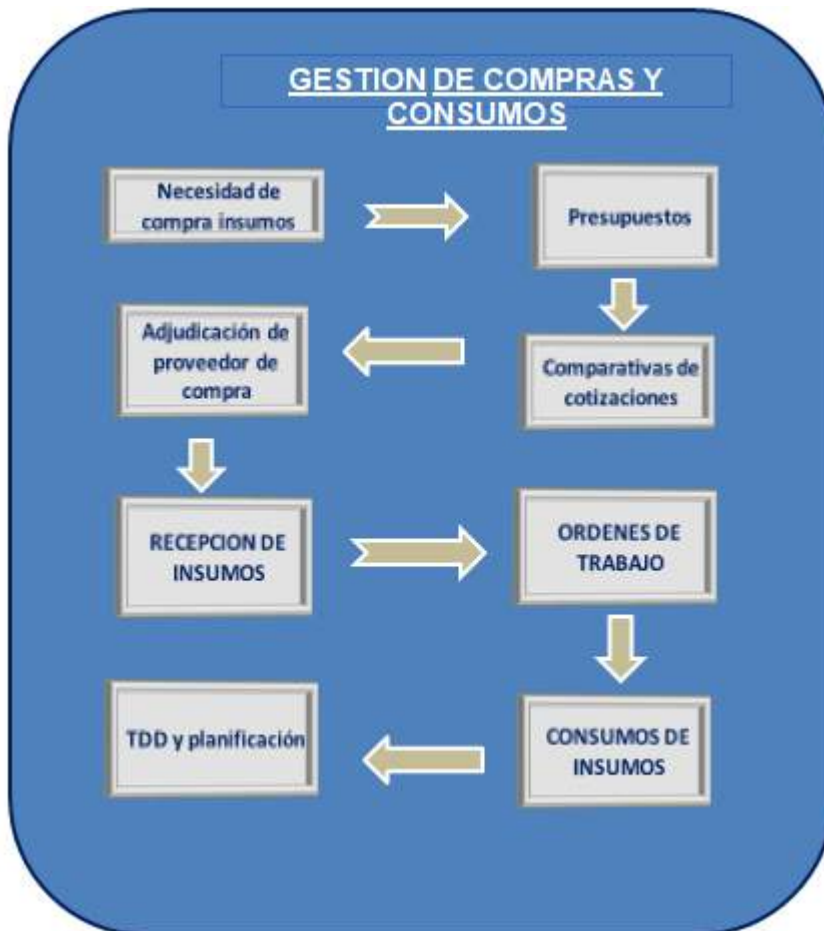 GESTION DE COMPRAS Y
CONSUMOS
Necesidad de
compra insumos
Presupuestos
Comparativas de
cotizaciones
Adjudicación de
proveedor de
compra
RECEPCION DE
INSUMOS
ORDENES DE
TRABAJO
CONSUMOS DE
INSUMOS
TDD y planificación